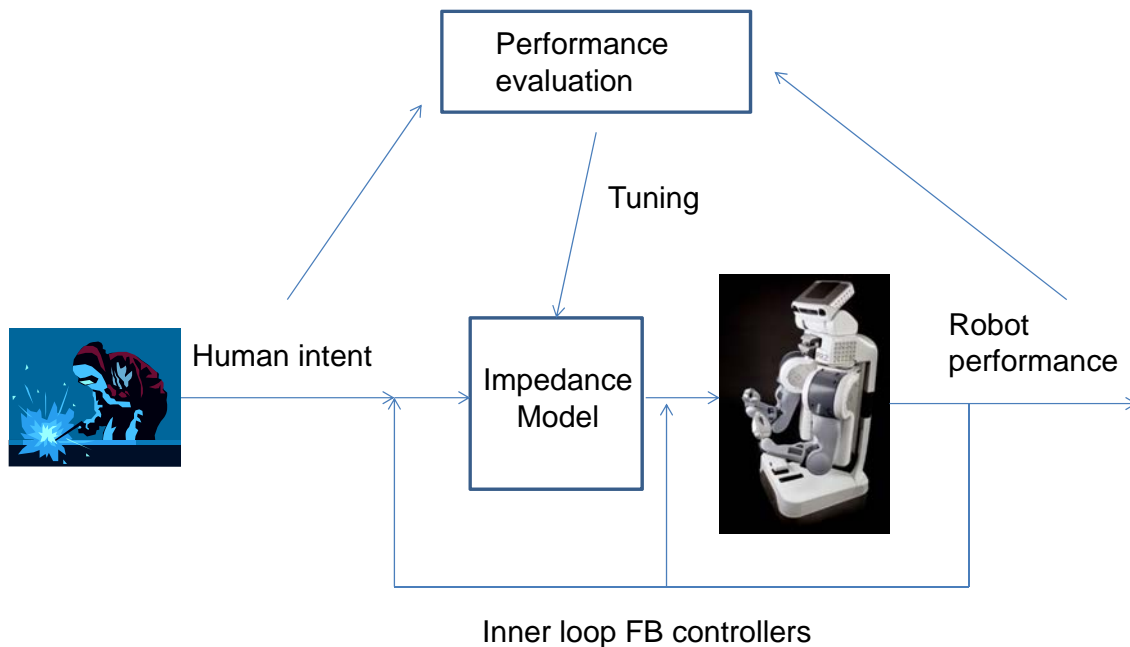 Performance
evaluation
Tuning
Human intent
Impedance
Model
Robot
performance
Inner loop FB controllers